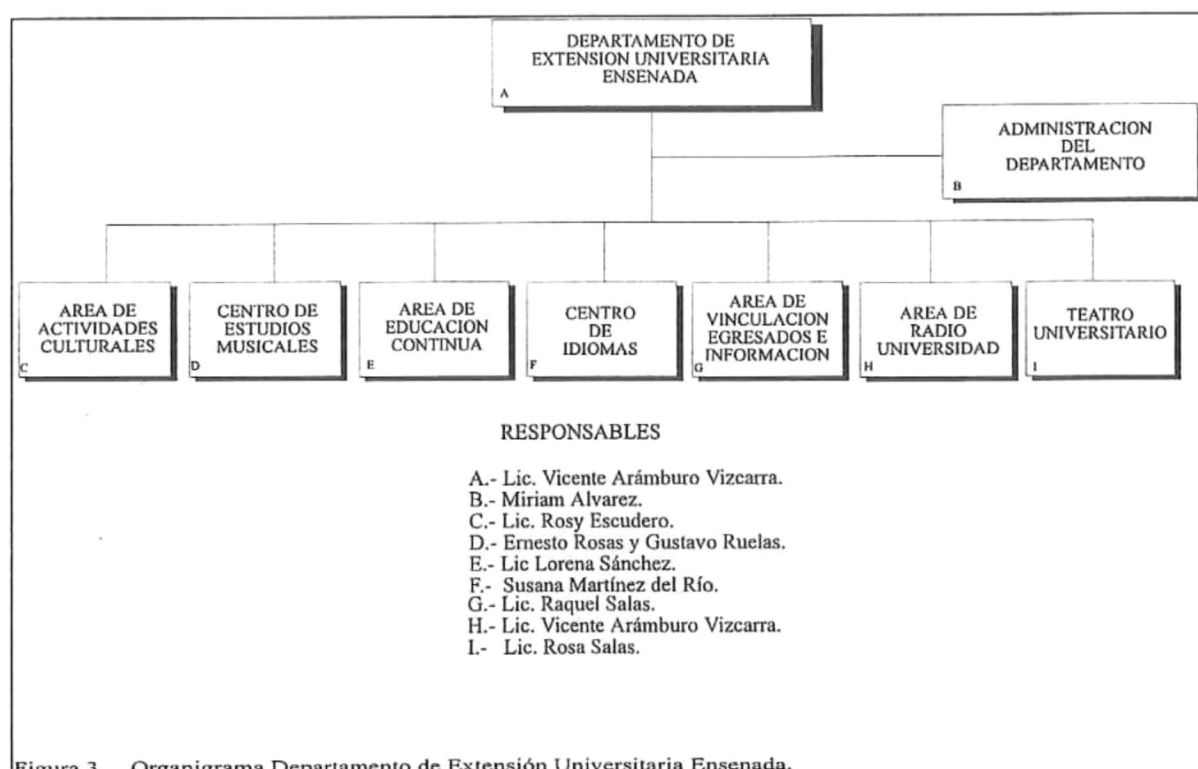 DEPARTAMENTO DE
EXTENSION UNIVERSITARIA
ENSENADA
A
ADMINISTRACION
DEL
DEPARTAMENTO
B
AREA DE
ACTIVIDADES
CULTURALES
C
CENTRO DE
ESTUDIOS
MUSICALES
D
AREA DE
EDUCACION
CONTINUA
E
CENTRO
DE
IDIOMAS
F
AREA DE
VINCULACION
EGRESADOS E
INFORMACION
G
AREA DE
RADIO
UNIVERSIDAD
H
TEATRO
UNIVERSITARIO
I
RESPONSABLES
A.- Lic. Vicente Arámburo Vizcarra.
B.- Miriam Alvarez.
C.- Lic. Rosy Escudero.
D.- Ernesto Rosas y Gustavo Ruelas.
E.- Lic Lorena Sánchez.
F.- Susana Martínez del Río.
G.- Lic. Raquel Salas.
H.- Lic. Vicente Arámburo Vizcarra.
I.- Lic. Rosa Salas.
Figura 3. Organigrama Departamento de Extensión Universitaria Ensenada.